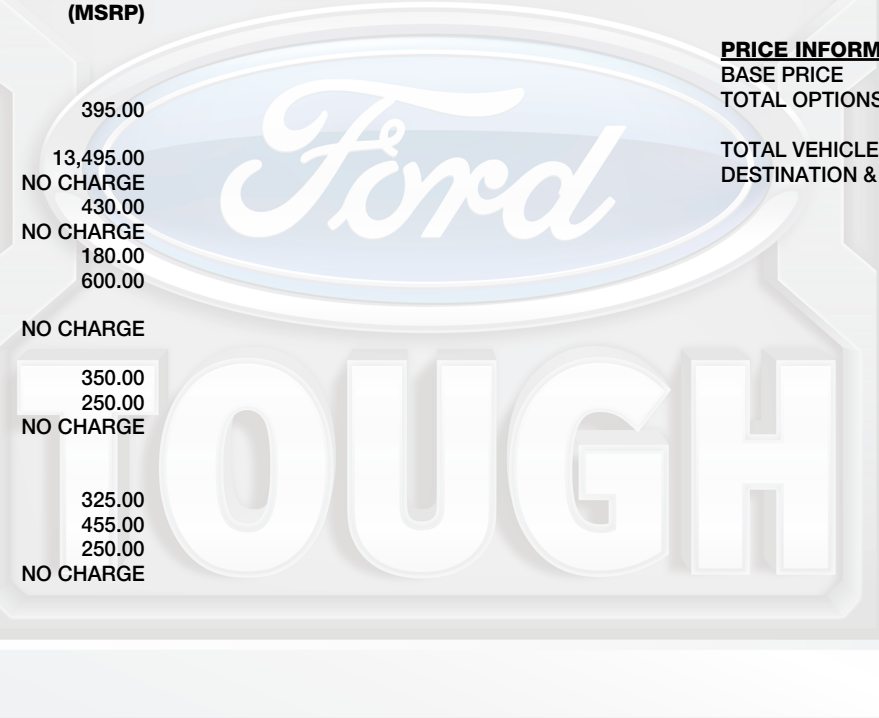 (MSRP)
395.00
13,495.00
NO CHARGE
430.00
NO CHARGE
180.00
600.00
NO CHARGE
350.00
250.00
NO CHARGE
325.00
455.00
250.00
NO CHARGE
PRICE INFORM
BASE PRICE
TOTAL OPTIONS
TOTAL VEHICLE
DESTINATION &
Ford
TOUGH